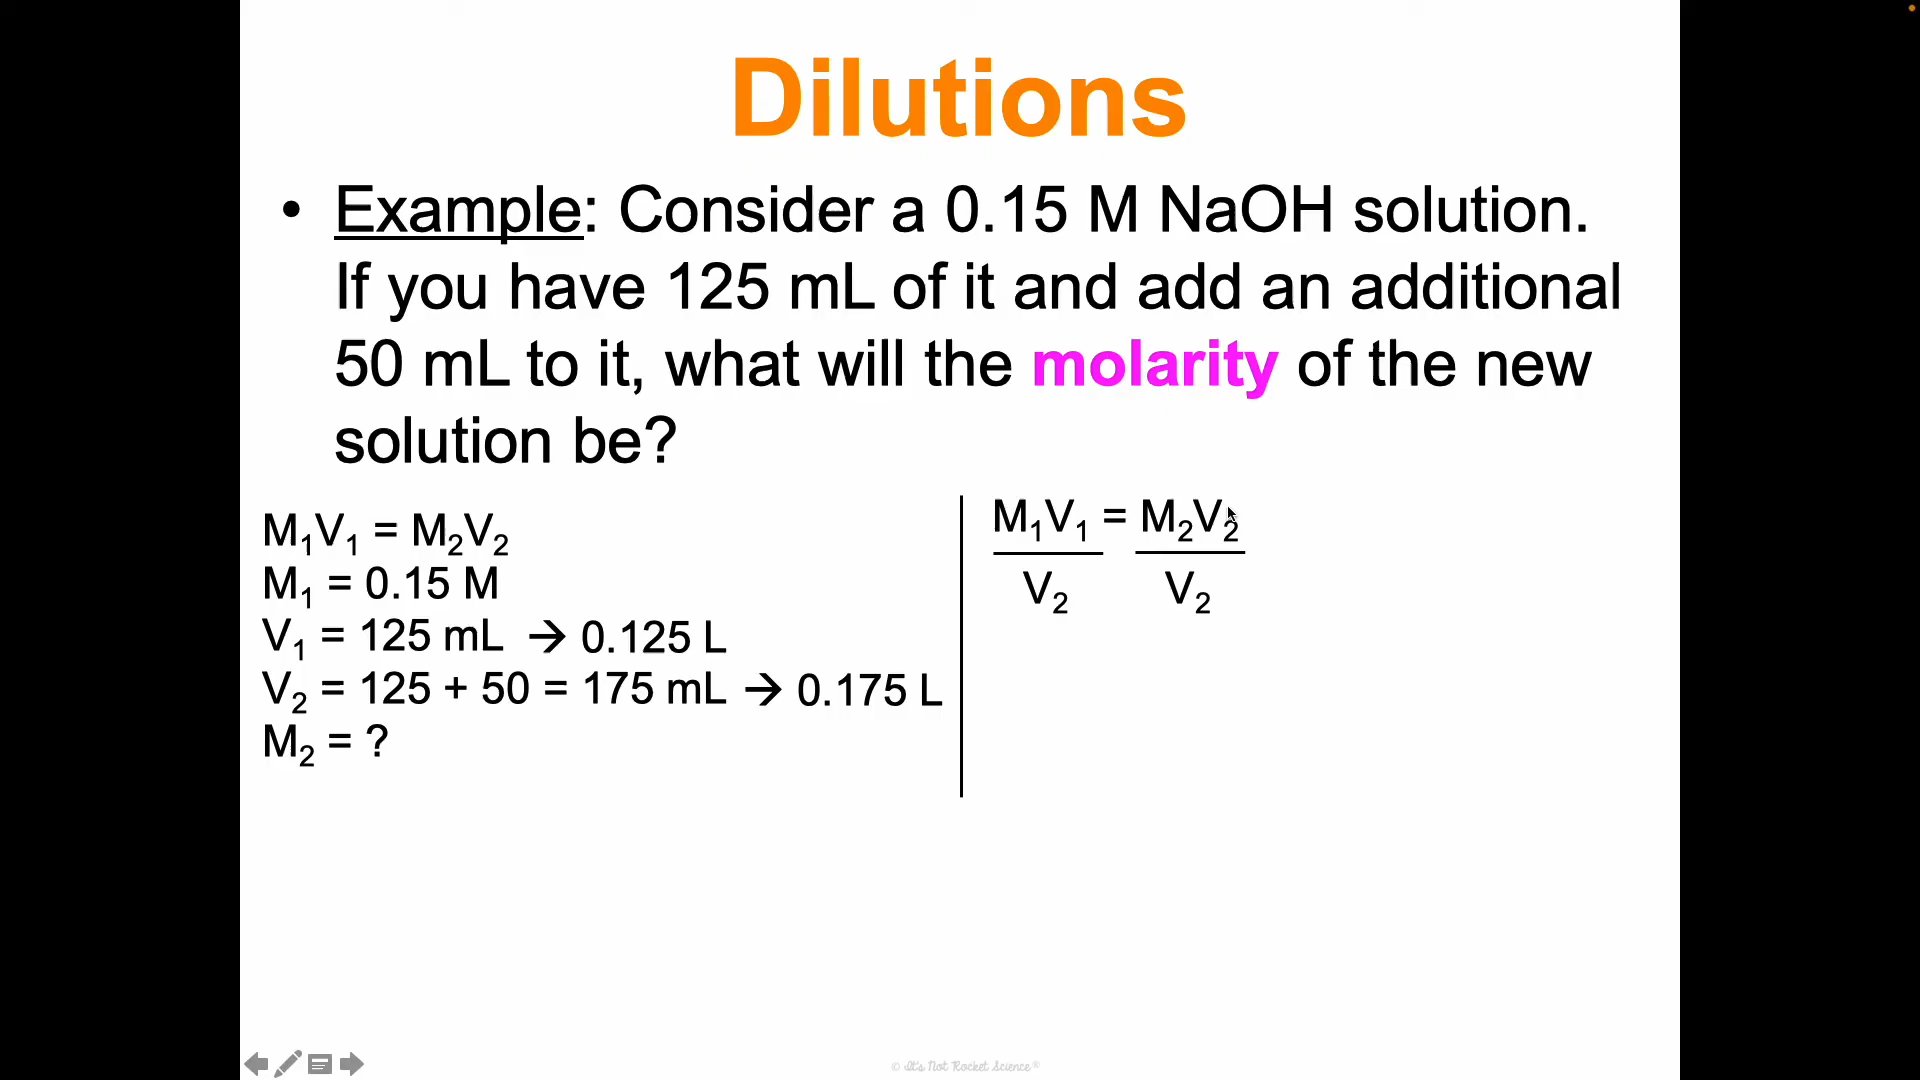 Dilutions
• Example: Consider a 0.15 M NaOH solution.
If you have 125 mL of it and add an additional
50 mL to it, what will the molarity of the new
solution be?
M₁V₁ = M₂V₂
M₁ = 0.15 M
V₁ = 125 mL → 0.125 L
V₂ = 125 + 50 = 175 mL → 0.175 L
M₂ = ?
M₁V₁ = M₂V₂
V₂ V₂
© It's Not Rocket Science®